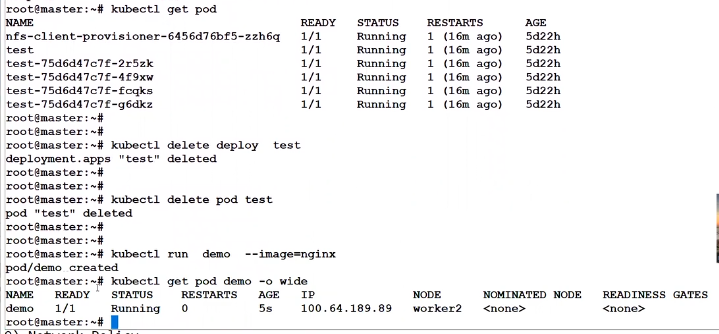 root@master:~# kubectl get pod
NAME READY STATUS RESTARTS AGE
nfs-client-provisioner-6456d76bf5-zzh6q 1/1 Running 1 (16m ago) 5d22h
test 1/1 Running 1 (16m ago) 5d22h
test-75d6d47c7f-2r5zk 1/1 Running 1 (16m ago) 5d22h
test-75d6d47c7f-4f9xw 1/1 Running 1 (16m ago) 5d22h
test-75d6d47c7f-fcqks 1/1 Running 1 (16m ago) 5d22h
test-75d6d47c7f-g6dkz 1/1 Running 1 (16m ago) 5d22h
root@master:~#
root@master:~#
root@master:~# kubectl delete deploy  test
deployment.apps "test" deleted
root@master:~#
root@master:~#
root@master:~# kubectl delete pod test
pod "test" deleted
root@master:~#
root@master:~#
root@master:~# kubectl run  demo  --image=nginx
pod/demo created
root@master:~# kubectl get pod demo -o wide
NAME READY STATUS RESTARTS AGE IP NODE NOMINATED NODE READINESS GATES
demo 1/1 Running 0 5s 100.64.189.89 worker2 <none> <none>
root@master:~#
2) Network Policy